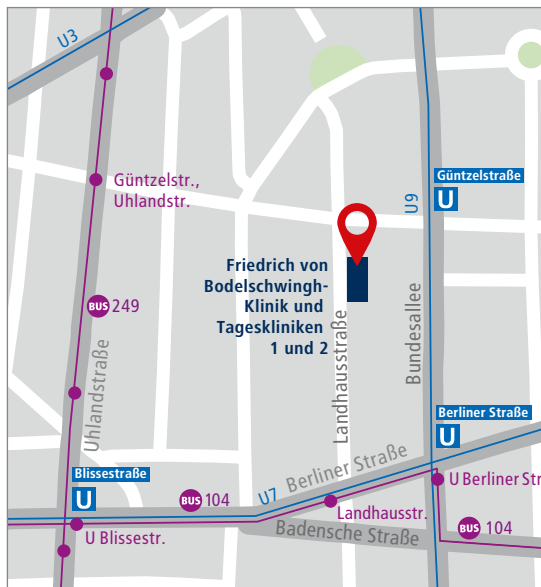 U3
Güntzelstraße
U
Güntzelstr.,
Uhlandstr.
U9
Friedrich von
Bodelschwingh-
Klinik und
Tageskliniken
1 und 2
BUS 249
Uhlandstraße
Landhausstraße
Bundesallee
Berliner Straße
U
Blissestraße
U
Berliner Straße
U Berliner Str
BUS 104
U7
Landhausstr.
U Blissestr.
Badensche Straße
BUS 104